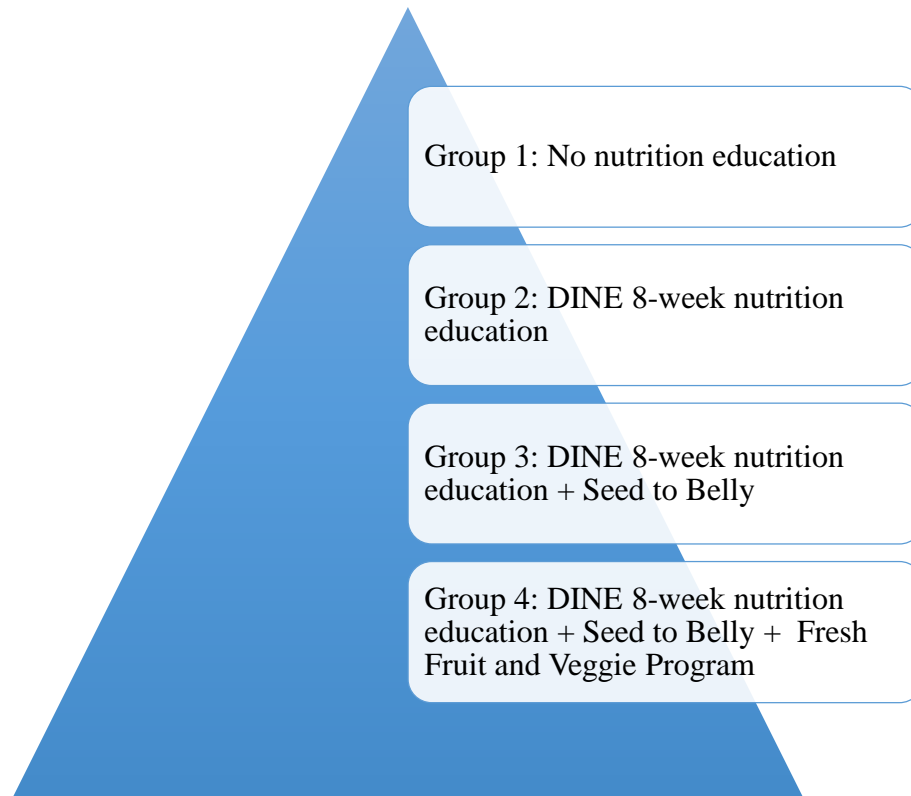 Group 1: No nutrition education
Group 2: DINE 8-week nutrition
education
Group 3: DINE 8-week nutrition
education + Seed to Belly
Group 4: DINE 8-week nutrition
education + Seed to Belly +  Fresh
Fruit and Veggie Program